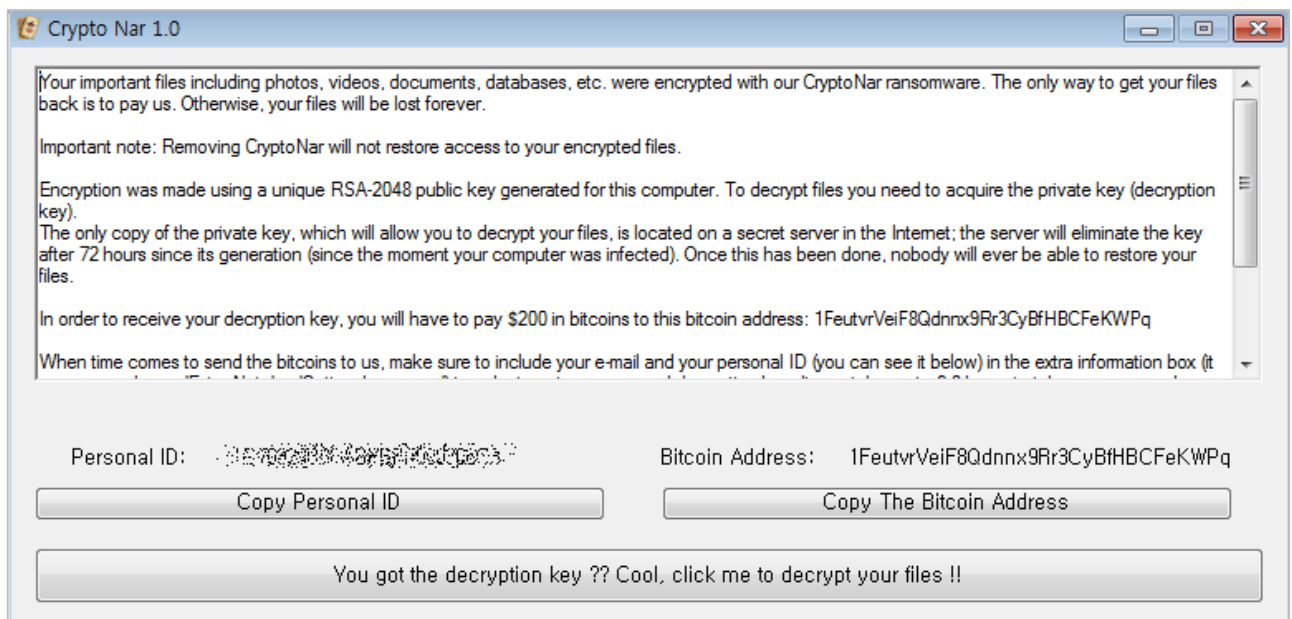 Crypto Nar 1.0
Your important files including photos, videos, documents, databases, etc. were encrypted with our CryptoNar ransomware. The only way to get your files
back is to pay us. Otherwise, your files will be lost forever.
Important note: Removing CryptoNar will not restore access to your encrypted files.
Encryption was made using a unique RSA-2048 public key generated for this computer. To decrypt files you need to acquire the private key (decryption
key).
The only copy of the private key, which will allow you to decrypt your files, is located on a secret server in the Internet; the server will eliminate the key
after 72 hours since its generation (since the moment your computer was infected). Once this has been done, nobody will ever be able to restore your
files.
In order to receive your decryption key, you will have to pay $200 in bitcoins to this bitcoin address: 1FeutvrVeiF8Qdnnx9Rr3CyBfHBCFeKWPq
When time comes to send the bitcoins to us, make sure to include your e-mail and your personal ID (you can see it below) in the extra information box (it
Personal ID:
Bitcoin Address: 1FeutvrVeiF8Qdnnx9Rr3CyBfHBCFeKWPq
Copy Personal ID
Copy The Bitcoin Address
You got the decryption key ?? Cool, click me to decrypt your files !!